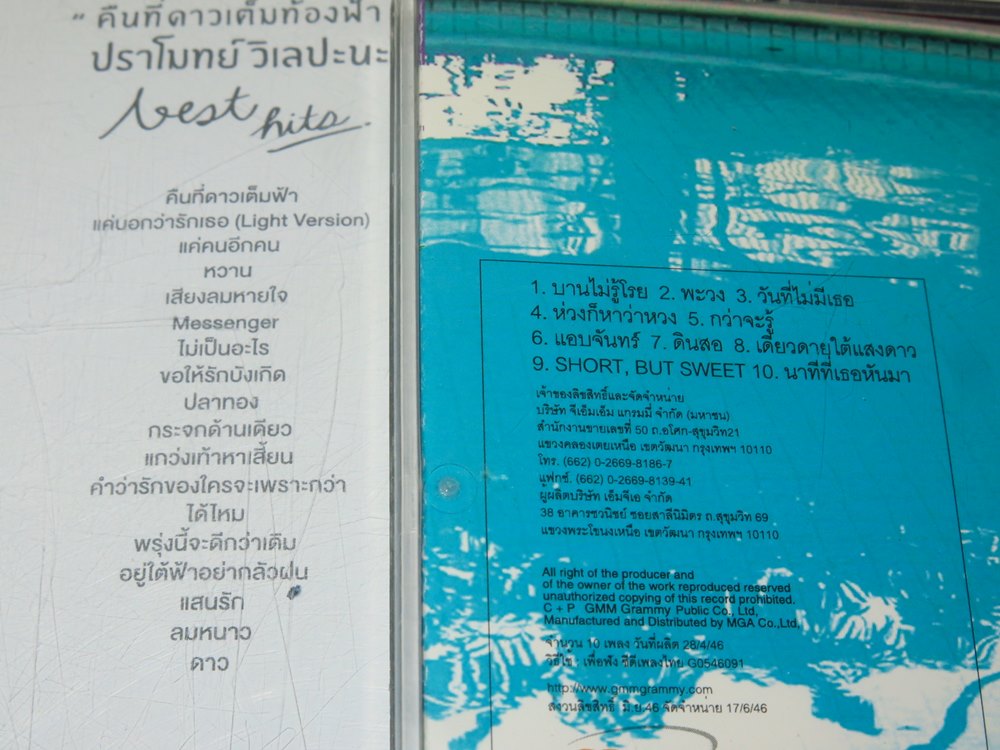 " คืนที่ดาวเต็มท้องฟ้า
ปราโมทย์ วิเลปะนะ
best hits
คืนที่ดาวเต็มฟ้า
แค่บอกว่ารักเธอ (Light Version)
แค่คนอีกคน
หวาน
เสียงลมหายใจ
Messenger
ไม่เป็นอะไร
ขอให้รักบังเกิด
ปลาทอง
กระจกด้านเดียว
แกว่งเท้าหาเสี้ยน
คำว่ารักของใครจะเพราะกว่า
ได้ไหม
พรุ่งนี้จะดีกว่าเดิม
อยู่ใต้ฟ้าอย่ากลัวฝน
แสนรัก
ลมหนาว
ดาว
1. บานไม่รู้โรย 2. พะวง 3. วันที่ไม่มีเธอ
4. ห่วงก็หาว่าหวง 5. กว่าจะรู้
6. แอบจันทร์ 7. ดินสอ 8. เดียวดายใต้แสงดาว
9. SHORT, BUT SWEET 10. นาทีที่เธอหันมา
เจ้าของลิขสิทธิ์และจัดจำหน่าย
บริษัท จีเอ็มเอ็ม แกรมมี่ จำกัด (มหาชน)
สำนักงานขายเลขที่ 50 ถ.อโศก-สุขุมวิท21
แขวงคลองเตยเหนือ เขตวัฒนา กรุงเทพฯ 10110
โทร. (662) 0-2669-8186-7
แฟกซ์. (662) 0-2669-8139-41
ผู้ผลิตบริษัท เอ็มจีเอ จำกัด
38 อาคารชวนิชย์ ซอยสาลีนิมิตร ถ.สุขุมวิท 69
แขวงพระโขนงเหนือ เขตวัฒนา กรุงเทพฯ 10110
All right of the producer and
of the owner of the work reproduced reserved
unauthorized copying of this record prohibited.
C + P GMM Grammy Public Co., Ltd.
Manufactured and Distributed by MGA Co.,Ltd.
จำนวน 10 เพลง วันที่ผลิต 28/4/46
วิธีใช้ : เพื่อฟัง ซีดีเพลงไทย G0546091
http://www.gmmgrammy.com
สงวนลิขสิทธิ์ มิ.ย.46 จัดจำหน่าย 17/6/46